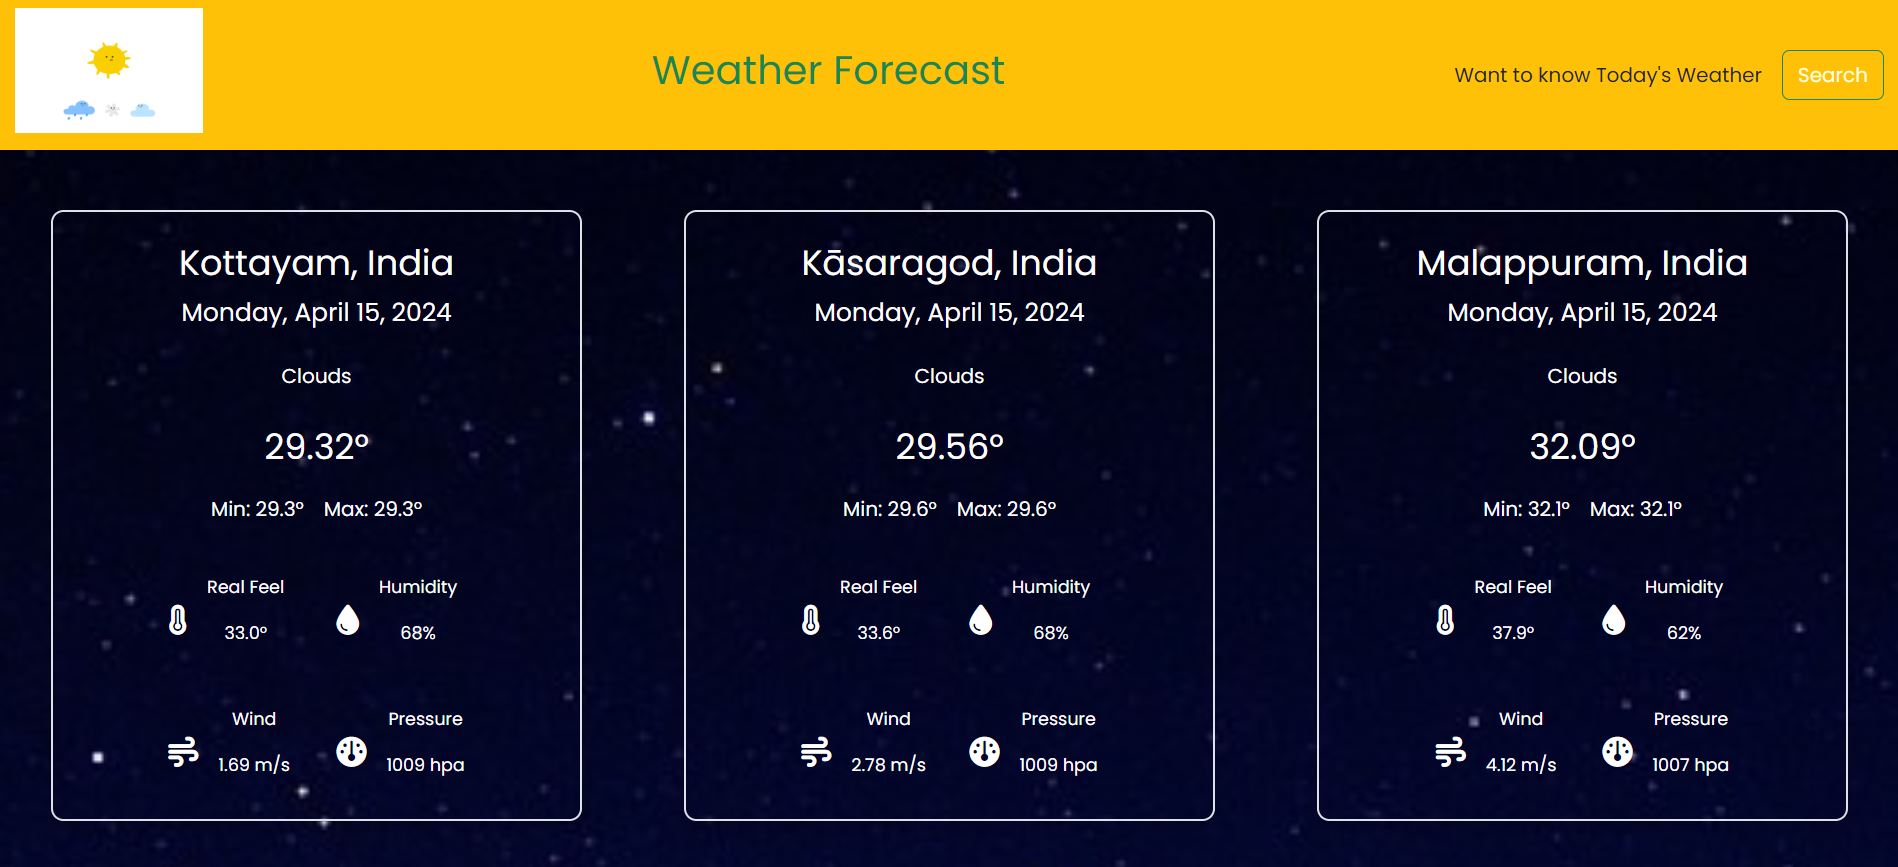 Weather Forecast
Want to know Today's Weather
Search
Kottayam, India
Monday, April 15, 2024
Clouds
29.32°
Min: 29.3° Max: 29.3°
Real Feel
33.0°
Humidity
68%
Wind
1.69 m/s
Pressure
1009 hpa
Kāsaragod, India
Monday, April 15, 2024
Clouds
29.56°
Min: 29.6° Max: 29.6°
Real Feel
33.6°
Humidity
68%
Wind
2.78 m/s
Pressure
1009 hpa
Malappuram, India
Monday, April 15, 2024
Clouds
32.09°
Min: 32.1° Max: 32.1°
Real Feel
37.9°
Humidity
62%
Wind
4.12 m/s
Pressure
1007 hpa